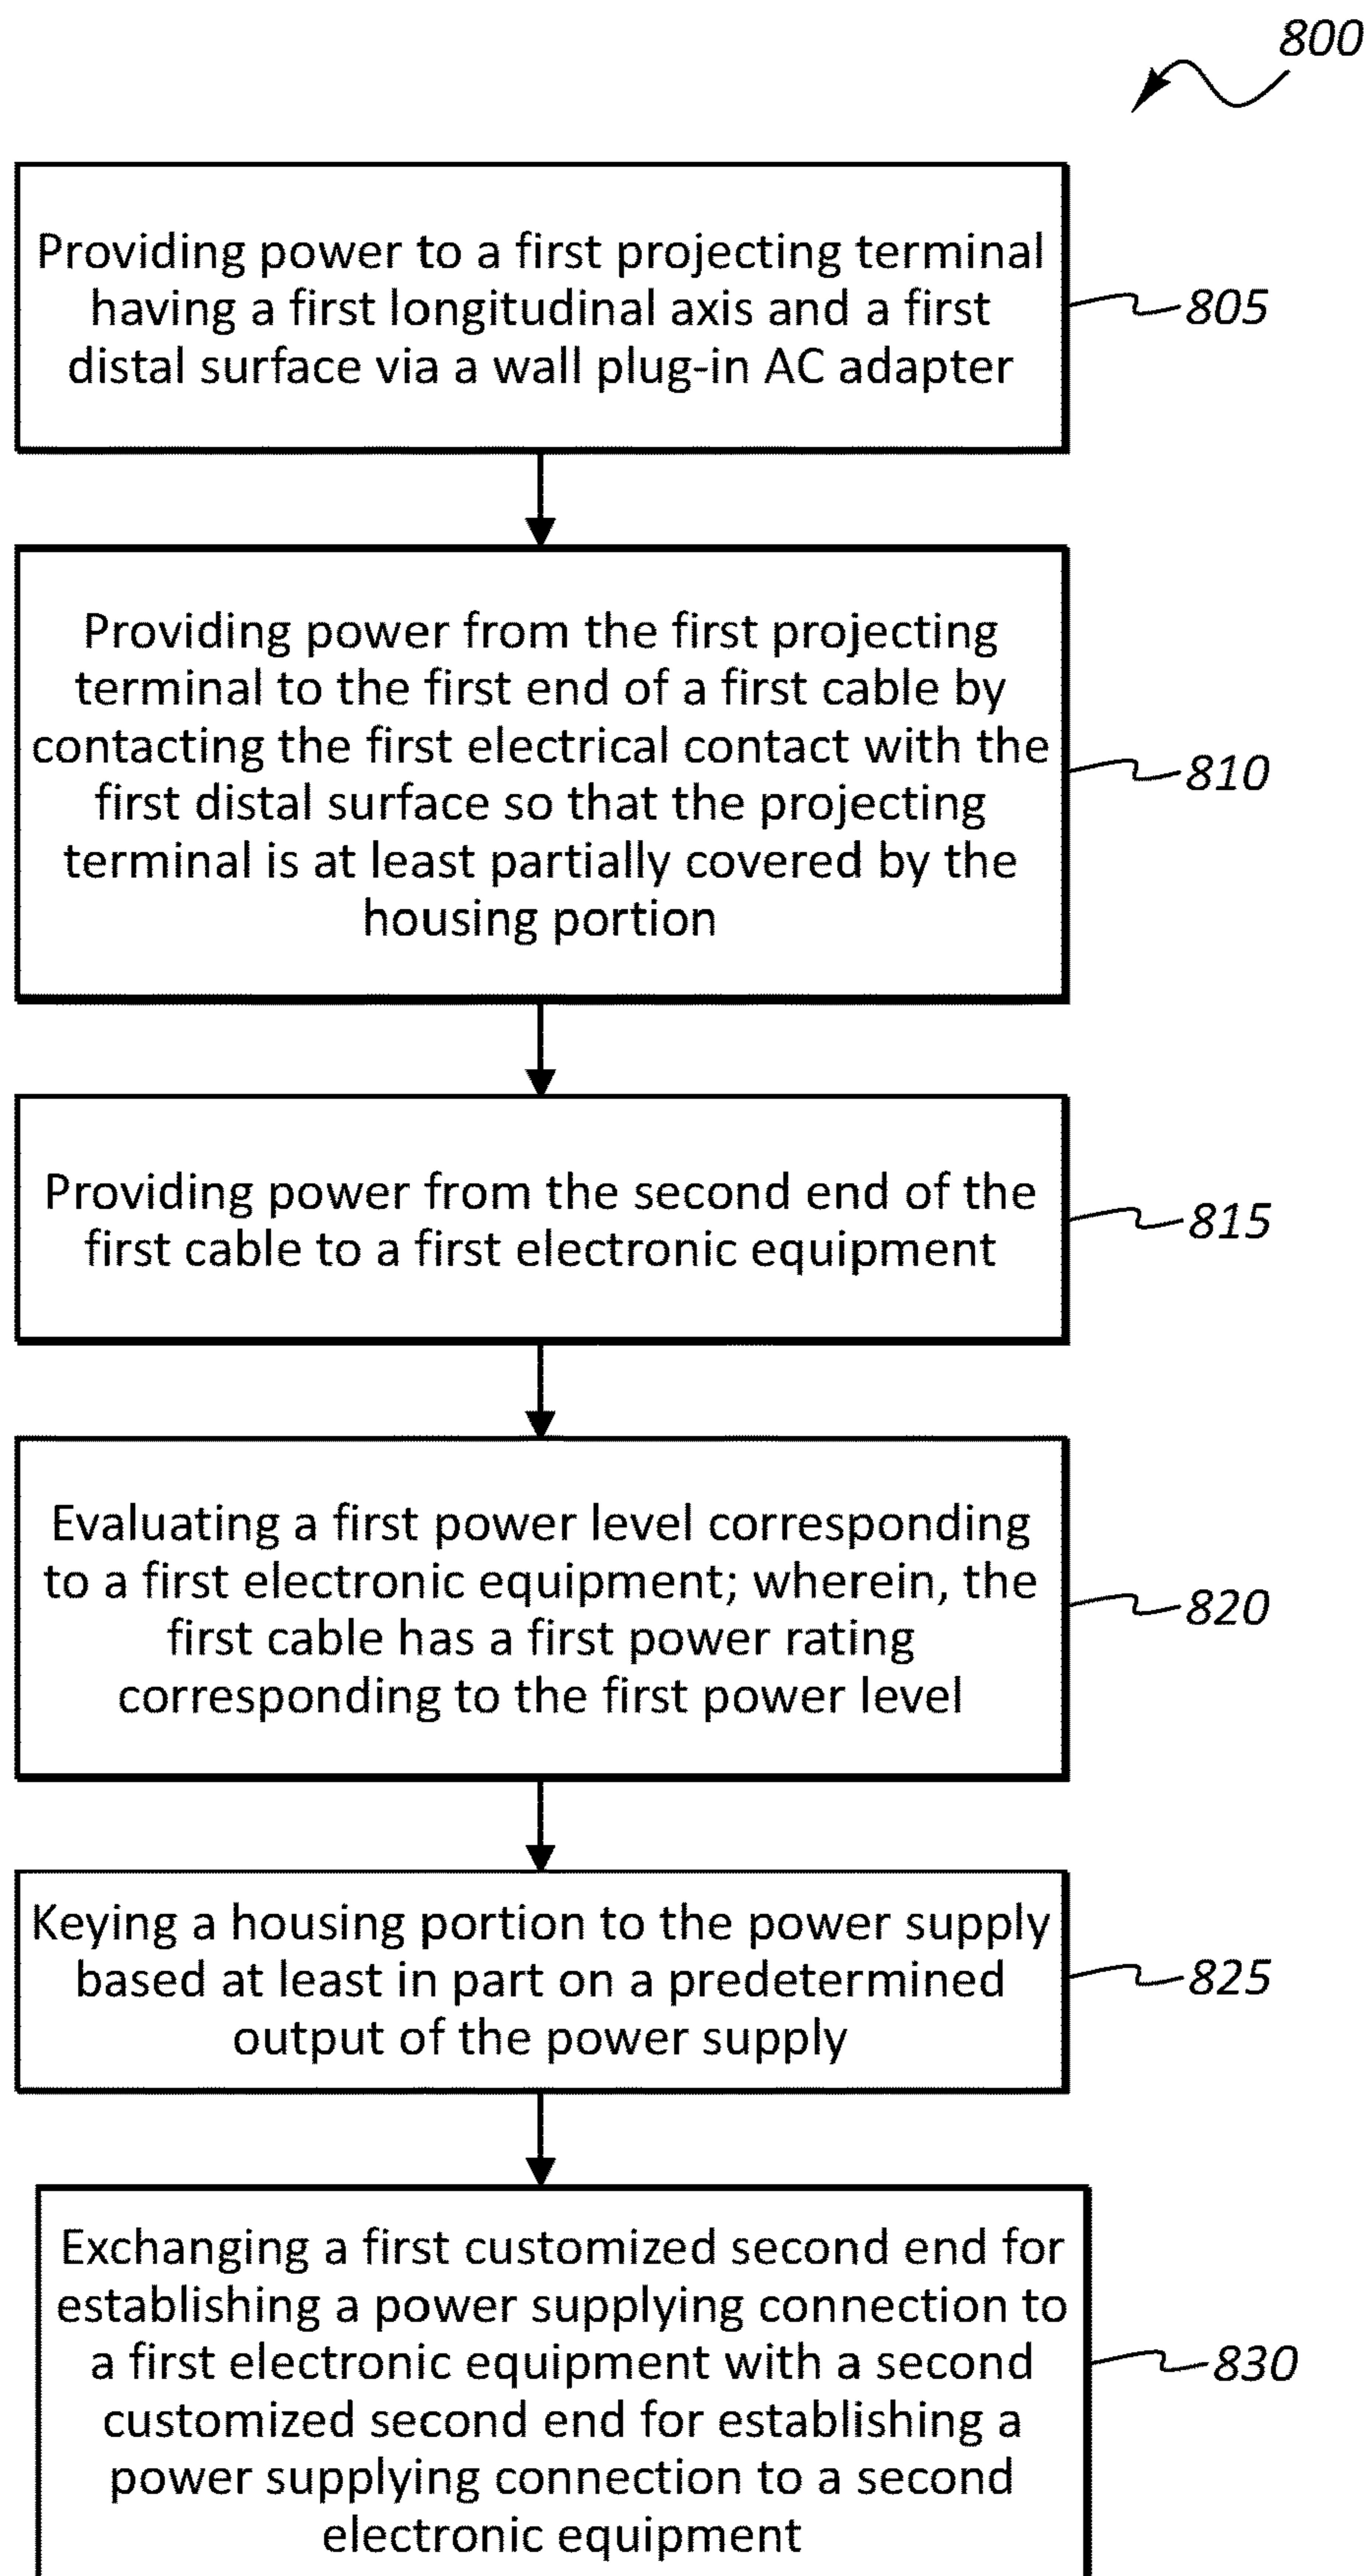 800
Providing power to a first projecting terminal
having a first longitudinal axis and a first
distal surface via a wall plug-in AC adapter
805
Providing power from the first projecting
terminal to the first end of a first cable by
contacting the first electrical contact with the
first distal surface so that the projecting
terminal is at least partially covered by the
housing portion
810
Providing power from the second end of the
first cable to a first electronic equipment
815
Evaluating a first power level corresponding
to a first electronic equipment; wherein, the
first cable has a first power rating
corresponding to the first power level
820
Keying a housing portion to the power supply
based at least in part on a predetermined
output of the power supply
825
Exchanging a first customized second end for
establishing a power supplying connection to
a first electronic equipment with a second
customized second end for establishing a
power supplying connection to a second
electronic equipment
830